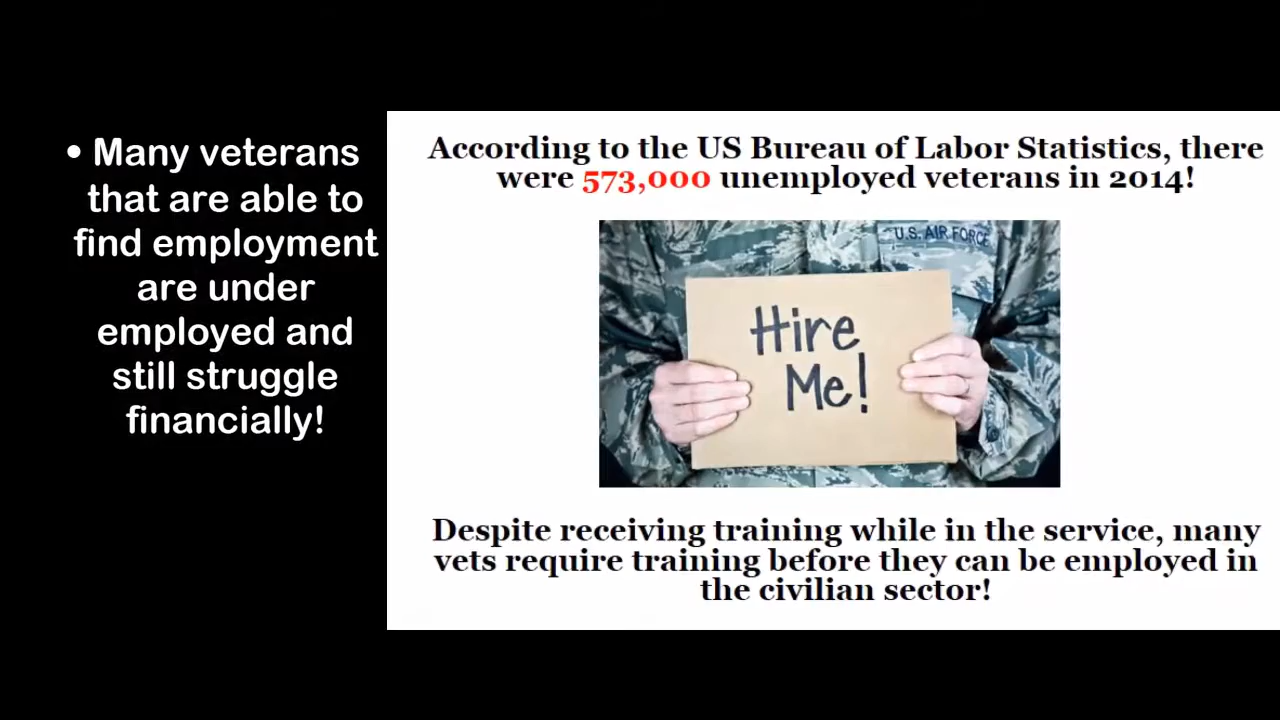 • Many veterans
that are able to
find employment
are under
employed and
still struggle
financially!
According to the US Bureau of Labor Statistics, there
were 573,000 unemployed veterans in 2014!
U.S. AIR FORCE
Hire
Me!
Despite receiving training while in the service, many
vets require training before they can be employed in
the civilian sector!